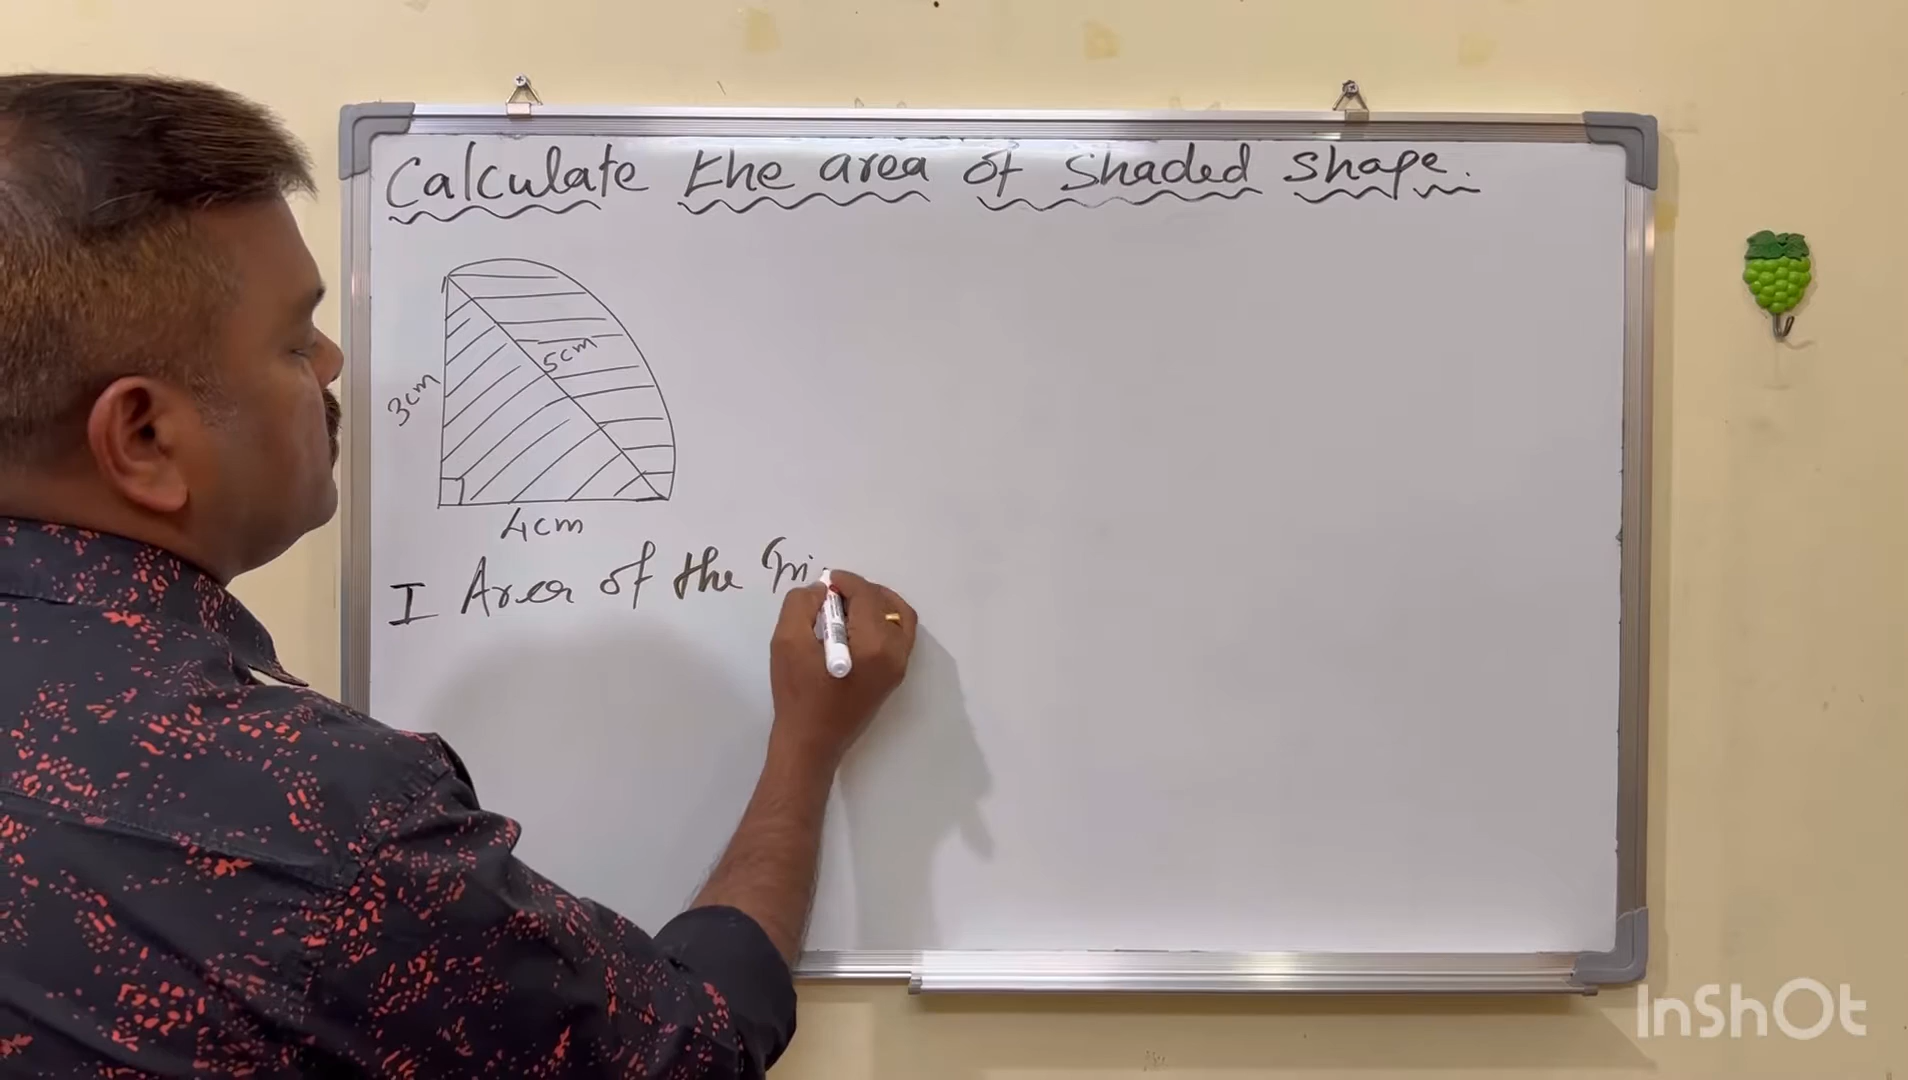 Calculate the area of Shaded Shape.
5cm
3cm
4cm
I Area of the
InShOt